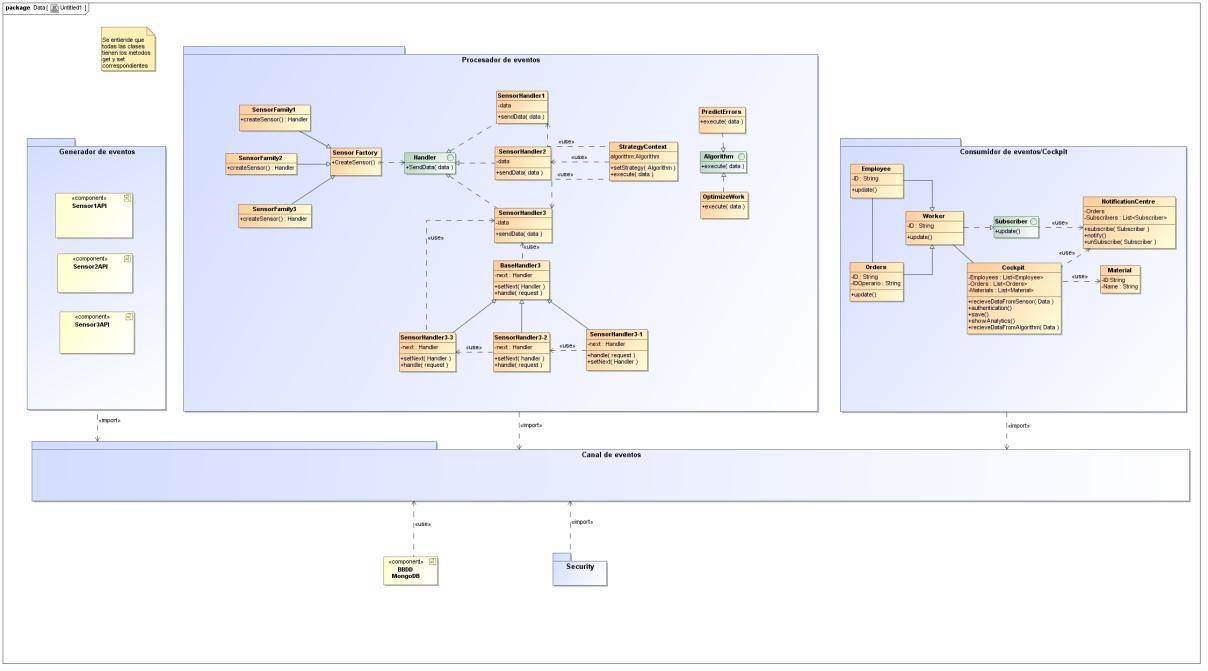 package Data[ Untitled1 ]
Se entiende que
todas las clases
tienen los metodos
get y set
correspondientes
Generador de eventos
«component»
Sensor1API
«component»
Sensor2API
«component»
Sensor3API
Procesador de eventos
SensorFamily1
+createSensor() : Handler
SensorFamily2
+createSensor() : Handler
SensorFamily3
+createSensor() : Handler
Sensor Factory
+CreateSensor()
Handler
+SendData( data )
SensorHandler1
-data
+sendData( data )
SensorHandler2
-data
+sendData( data )
SensorHandler3
-data
+sendData( data )
«use»
«use»
«use»
StrategyContext
algorithm:Algorithm
+setStrategy( Algorithm )
+execute( data )
PredictErrors
+execute( data )
Algorithm
+execute( data )
OptimizeWork
+execute( data )
«use»
«use»
BaseHandler3
-next : Handler
+setNext( Handler )
+handle( request )
SensorHandler3-3
-next : Handler
+setNext( Handler )
+handle( request )
«use»
SensorHandler3-2
-next : Handler
+setNext( handler )
+handle( request )
«use»
SensorHandler3-1
-next : Handler
+handle( request )
+setNext( Handler )
Consumidor de eventos/Cockpit
Employee
-ID : String
+update()
Worker
-ID : String
+update()
Orders
-ID : String
-IDOperario : String
+update()
Subscriber
+update()
«use»
NotificationCentre
-Orders
-Subscribers : List<Subscriber>
+subscribe( Subscriber )
+notify()
+unSubscribe( Subscriber )
Cockpit
-Employees : List<Employee>
-Orders : List<Orders>
-Materials : List<Material>
+recieveDataFromSensor( Data )
+authentication()
+save()
+showAnalytics()
+recieveDataFromAlgorithm( Data )
«use»
«use»
Material
-ID:String
-Name : String
«import»
«import»
«import»
Canal de eventos
«use»
«import»
«component»
BBDD
MongoDB
Security